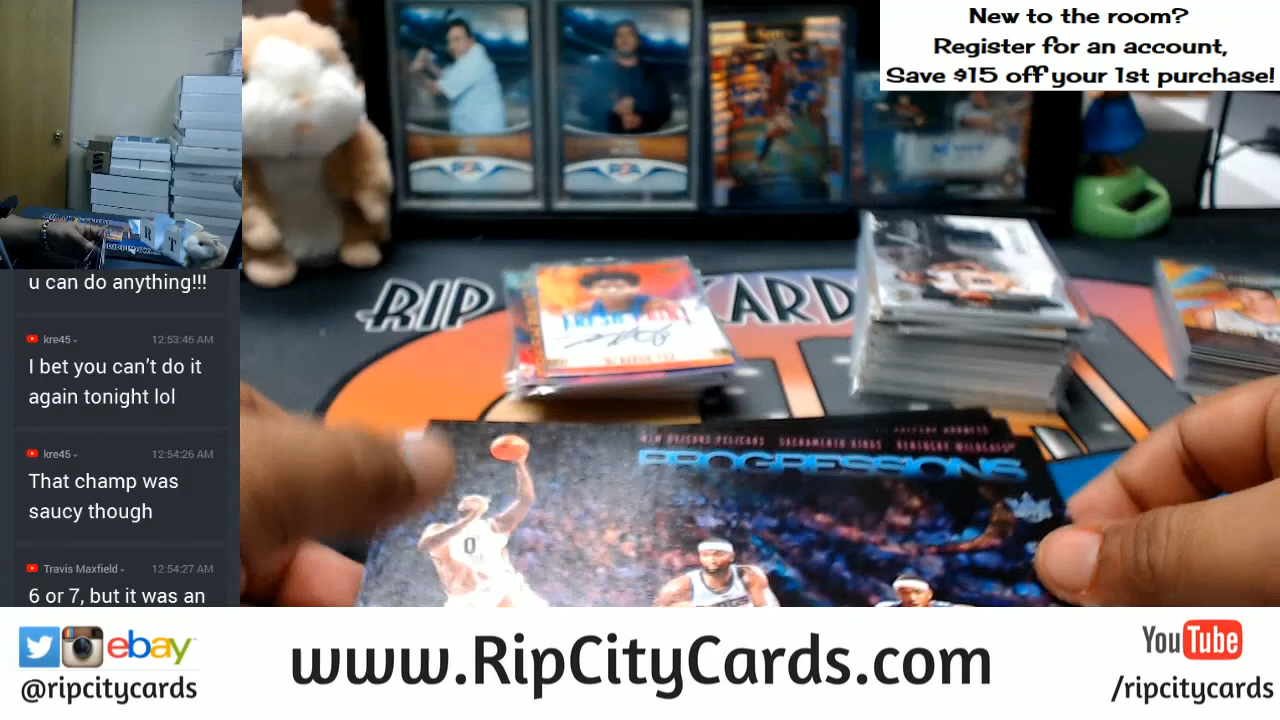 New to the room?
Register for an account,
Save $15 off your 1st purchase!
u can do anything!!!
kre45
12:53:46 AM
I bet you can't do it
again tonight lol
kre45
12:54:26 AM
That champ was
saucy though
Travis Maxfield
12:54:27 AM
6 or 7, but it was an
RIP
CARD
NEW ORLEANS PELICANS SACRAMENTO KINGS KENTUCKY WILDCATS
PROGRESSIONS
0
R
T
ebay
@ripcitycards
www.RipCityCards.com
YouTube
/ripcitycards